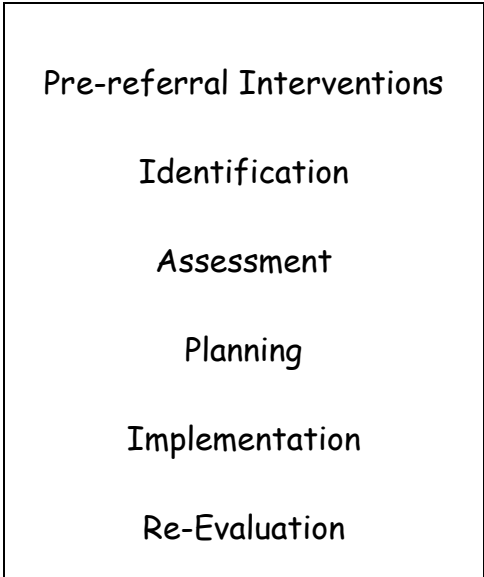 Pre-referral Interventions
Identification
Assessment
Planning
Implementation
Re-Evaluation